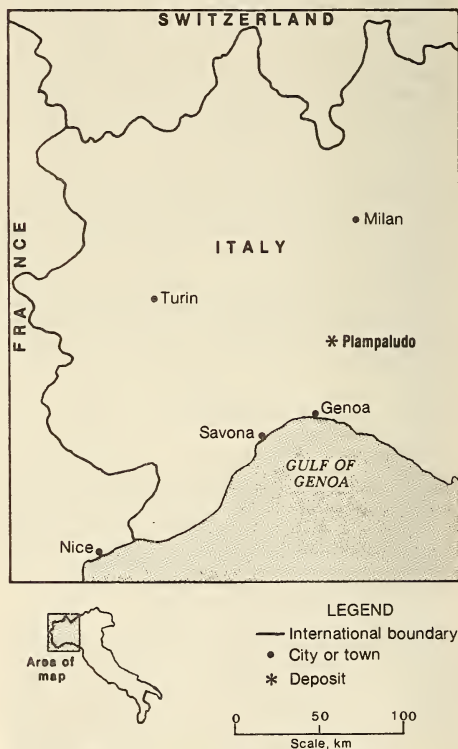 SWITZERLAND
Milan
ITALY
FRANCE
Turin
Plampaludo
Genoa
Savona
GULF OF
GENOA
Nice
LEGEND
International boundary
City or town
Deposit
Area of
map
0 50 100
Scale, km